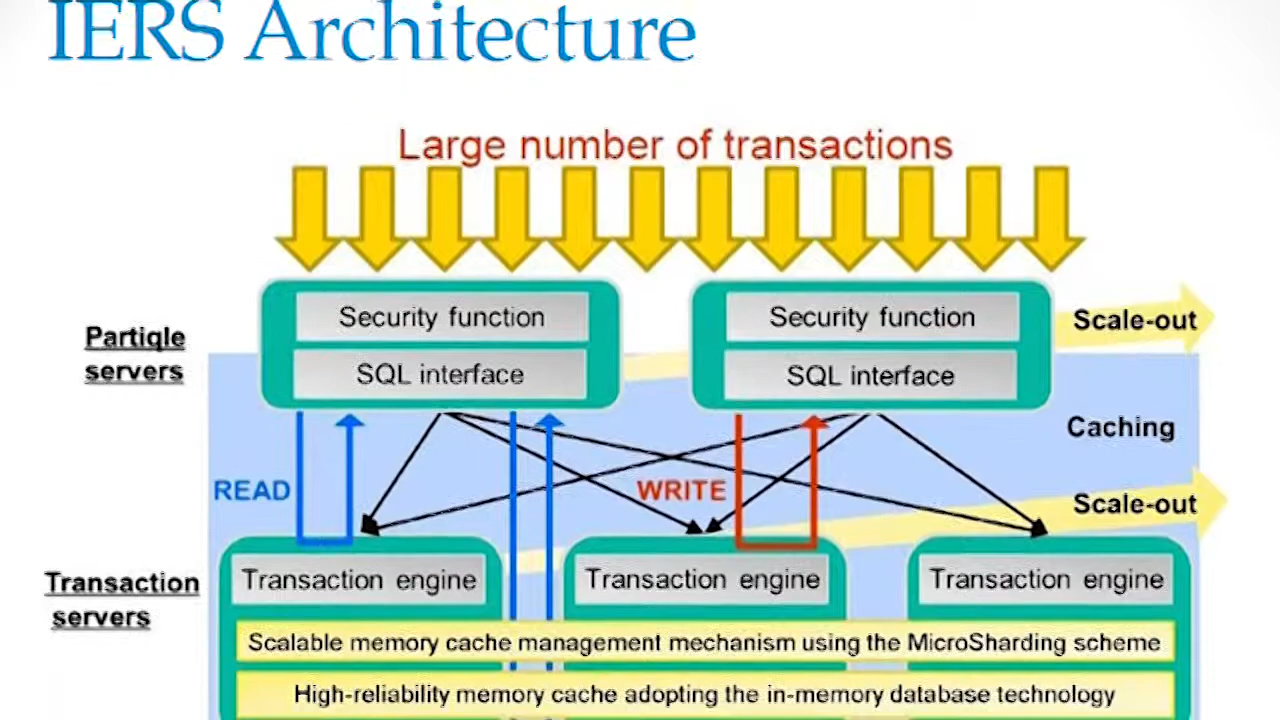 IERS Architecture
Large number of transactions
Security function
Security function
Scale-out
Partiqle
servers
SQL interface
SQL interface
Caching
READ
WRITE
Scale-out
Transaction
servers
Transaction engine
Transaction engine
Transaction engine
Scalable memory cache management mechanism using the MicroSharding scheme
High-reliability memory cache adopting the in-memory database technology